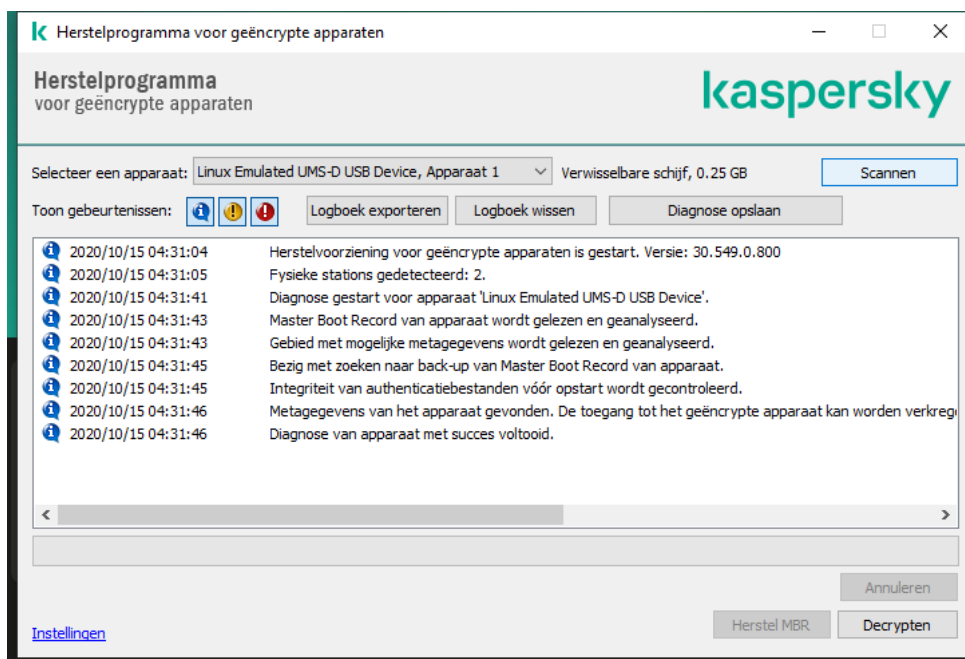 Herstelprogramma voor geëncrypte apparaten
Herstelprogramma
voor geëncrypte apparaten
kaspersky
Selecteer een apparaat: Linux Emulated UMS-D USB Device, Apparaat 1 Verwisselbare schijf, 0.25 GB Scannen
Toon gebeurtenissen: Logboek exporteren Logboek wissen Diagnose opslaan
2020/10/15 04:31:04 Herstelvoorziening voor geëncrypte apparaten is gestart. Versie: 30.549.0.800
2020/10/15 04:31:05 Fysieke stations gedetecteerd: 2.
2020/10/15 04:31:41 Diagnose gestart voor apparaat 'Linux Emulated UMS-D USB Device'.
2020/10/15 04:31:43 Master Boot Record van apparaat wordt gelezen en geanalyseerd.
2020/10/15 04:31:43 Gebied met mogelijke metagegevens wordt gelezen en geanalyseerd.
2020/10/15 04:31:45 Bezig met zoeken naar back-up van Master Boot Record van apparaat.
2020/10/15 04:31:45 Integriteit van authenticatiebestanden vóór opstart wordt gecontroleerd.
2020/10/15 04:31:46 Metagegevens van het apparaat gevonden. De toegang tot het geëncrypte apparaat kan worden verkrege
2020/10/15 04:31:46 Diagnose van apparaat met succes voltooid.
Annuleren
Instellingen Herstel MBR Decrypten